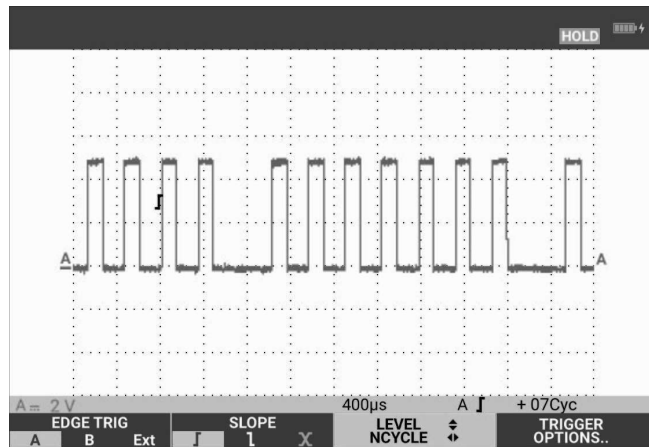 HOLD
A A
A ⎓ 2 V 400µs A ʃ + 07Cyc
EDGE TRIG SLOPE LEVEL TRIGGER
A B Ext X NCYCLE OPTIONS..